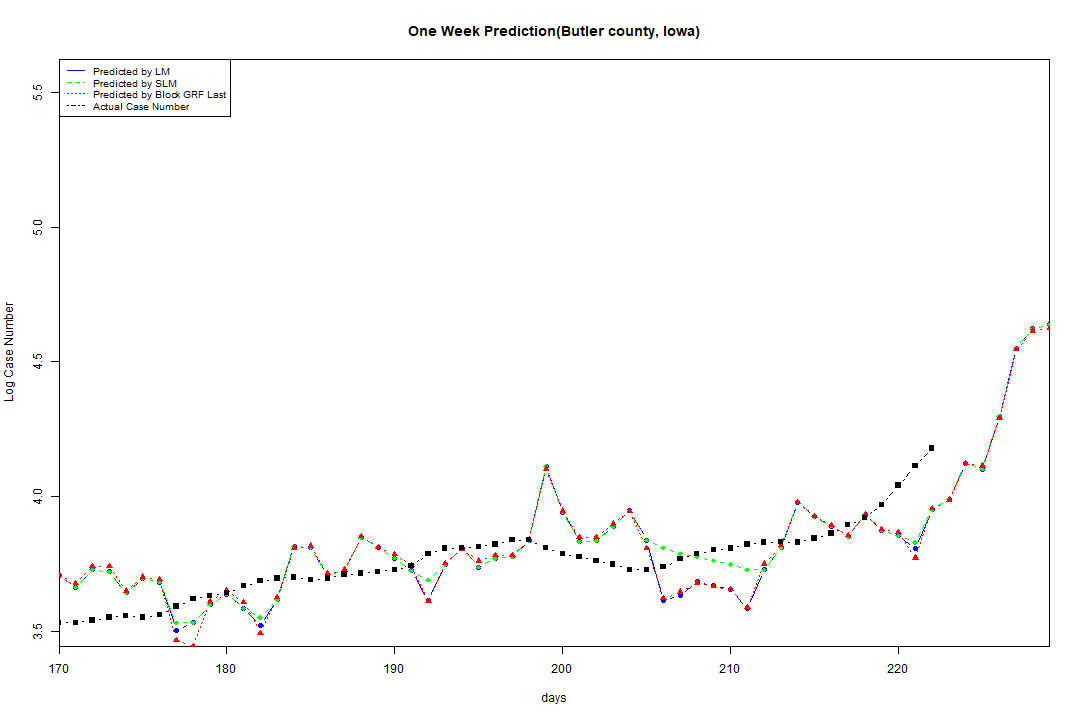 One Week Prediction(Butler county, Iowa)
Predicted by LM
Predicted by SLM
Predicted by Block GRF Last
Actual Case Number
5.5
5.0
4.5
4.0
3.5
Log Case Number
170 180 190 200 210 220
days